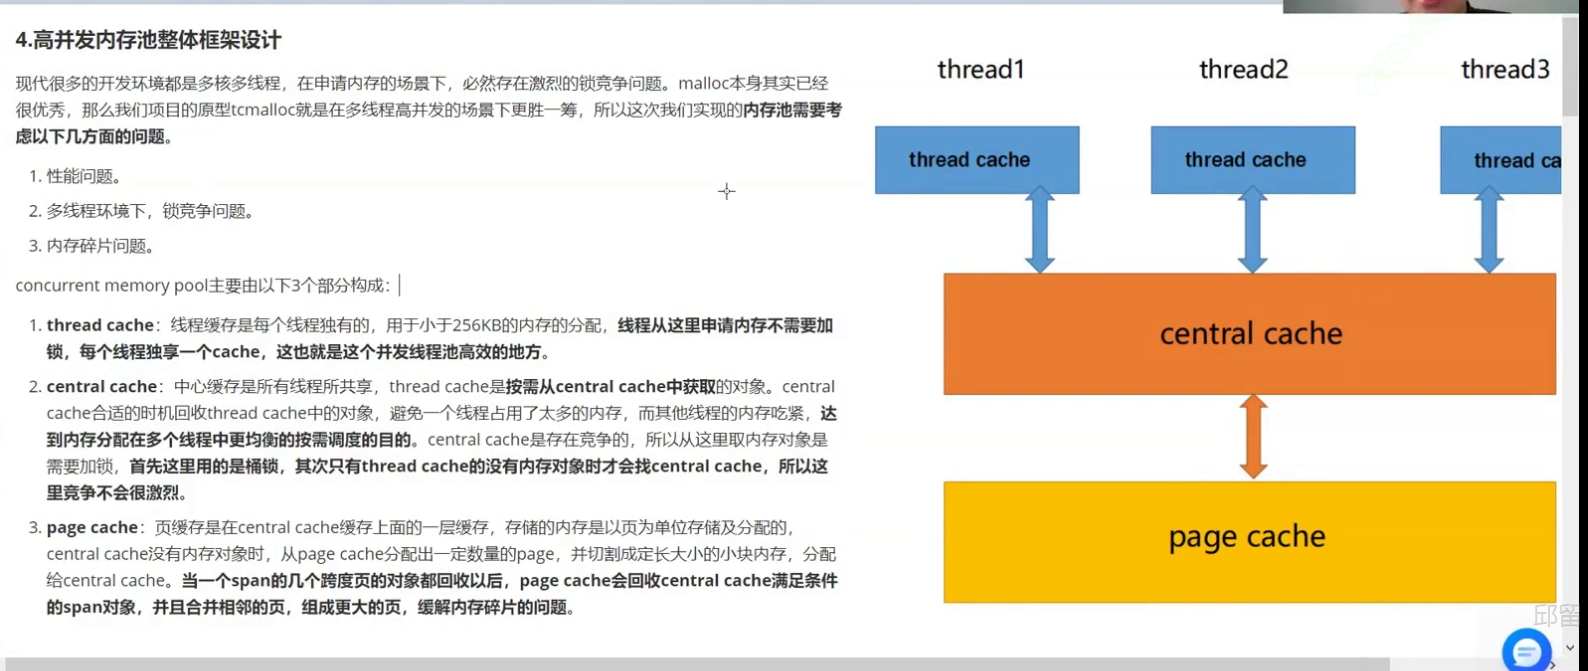 4.高并发内存池整体框架设计
现代很多的开发环境都是多核多线程，在申请内存的场景下，必然存在激烈的锁竞争问题。malloc本身其实已经
很优秀，那么我们项目的原型tcmalloc就是在多线程高并发的场景下更胜一筹，所以这次我们实现的内存池需要考
虑以下几方面的问题。
1. 性能问题。
2. 多线程环境下，锁竞争问题。
3. 内存碎片问题。
concurrent memory pool主要由以下3个部分构成：
1. thread cache：线程缓存是每个线程独有的，用于小于256KB的内存的分配，线程从这里申请内存不需要加
锁，每个线程独享一个cache，这也就是这个并发线程池高效的地方。
2. central cache：中心缓存是所有线程所共享，thread cache是按需从central cache中获取的对象。central
cache合适的时机回收thread cache中的对象，避免一个线程占用了太多的内存，而其他线程的内存吃紧，达
到内存分配在多个线程中更均衡的按需调度的目的。central cache是存在竞争的，所以从这里取内存对象是
需要加锁，首先这里用的是桶锁，其次只有thread cache的没有内存对象时才会找central cache，所以这
里竞争不会很激烈。
3. page cache：页缓存是在central cache缓存上面的一层缓存，存储的内存是以页为单位存储及分配的，
central cache没有内存对象时，从page cache分配出一定数量的page，并切割成定长大小的小块内存，分配
给central cache。当一个span的几个跨度页的对象都回收以后，page cache会回收central cache满足条件
的span对象，并且合并相邻的页，组成更大的页，缓解内存碎片的问题。
thread1
thread2
thread3
thread cache
thread cache
thread ca
central cache
page cache
邱留